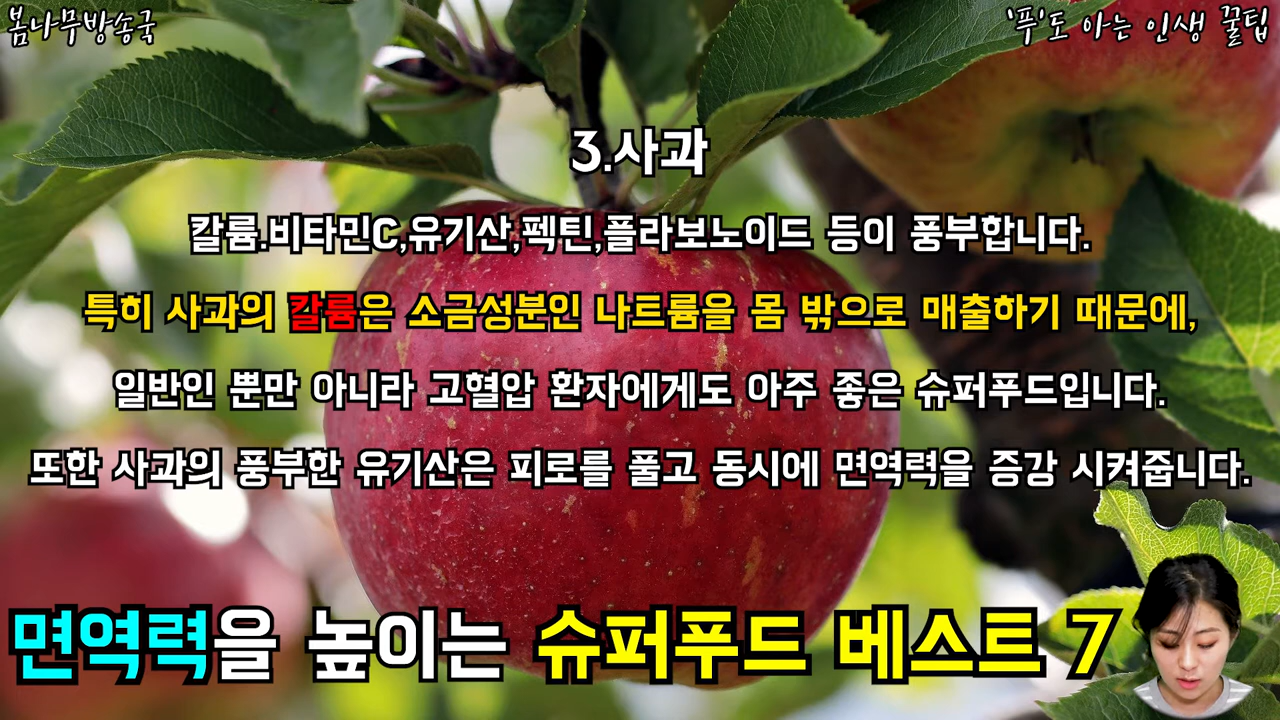 봄나무방송국
'푸'도 아는 인생 꿀팁
3.사과
칼륨.비타민C,유기산,펙틴,플라보노이드 등이 풍부합니다.
특히 사과의 칼륨은 소금성분인 나트륨을 몸 밖으로 매출하기 때문에,
일반인 뿐만 아니라 고혈압 환자에게도 아주 좋은 슈퍼푸드입니다.
또한 사과의 풍부한 유기산은 피로를 풀고 동시에 면역력을 증강 시켜줍니다.
면역력을 높이는 슈퍼푸드 베스트 7